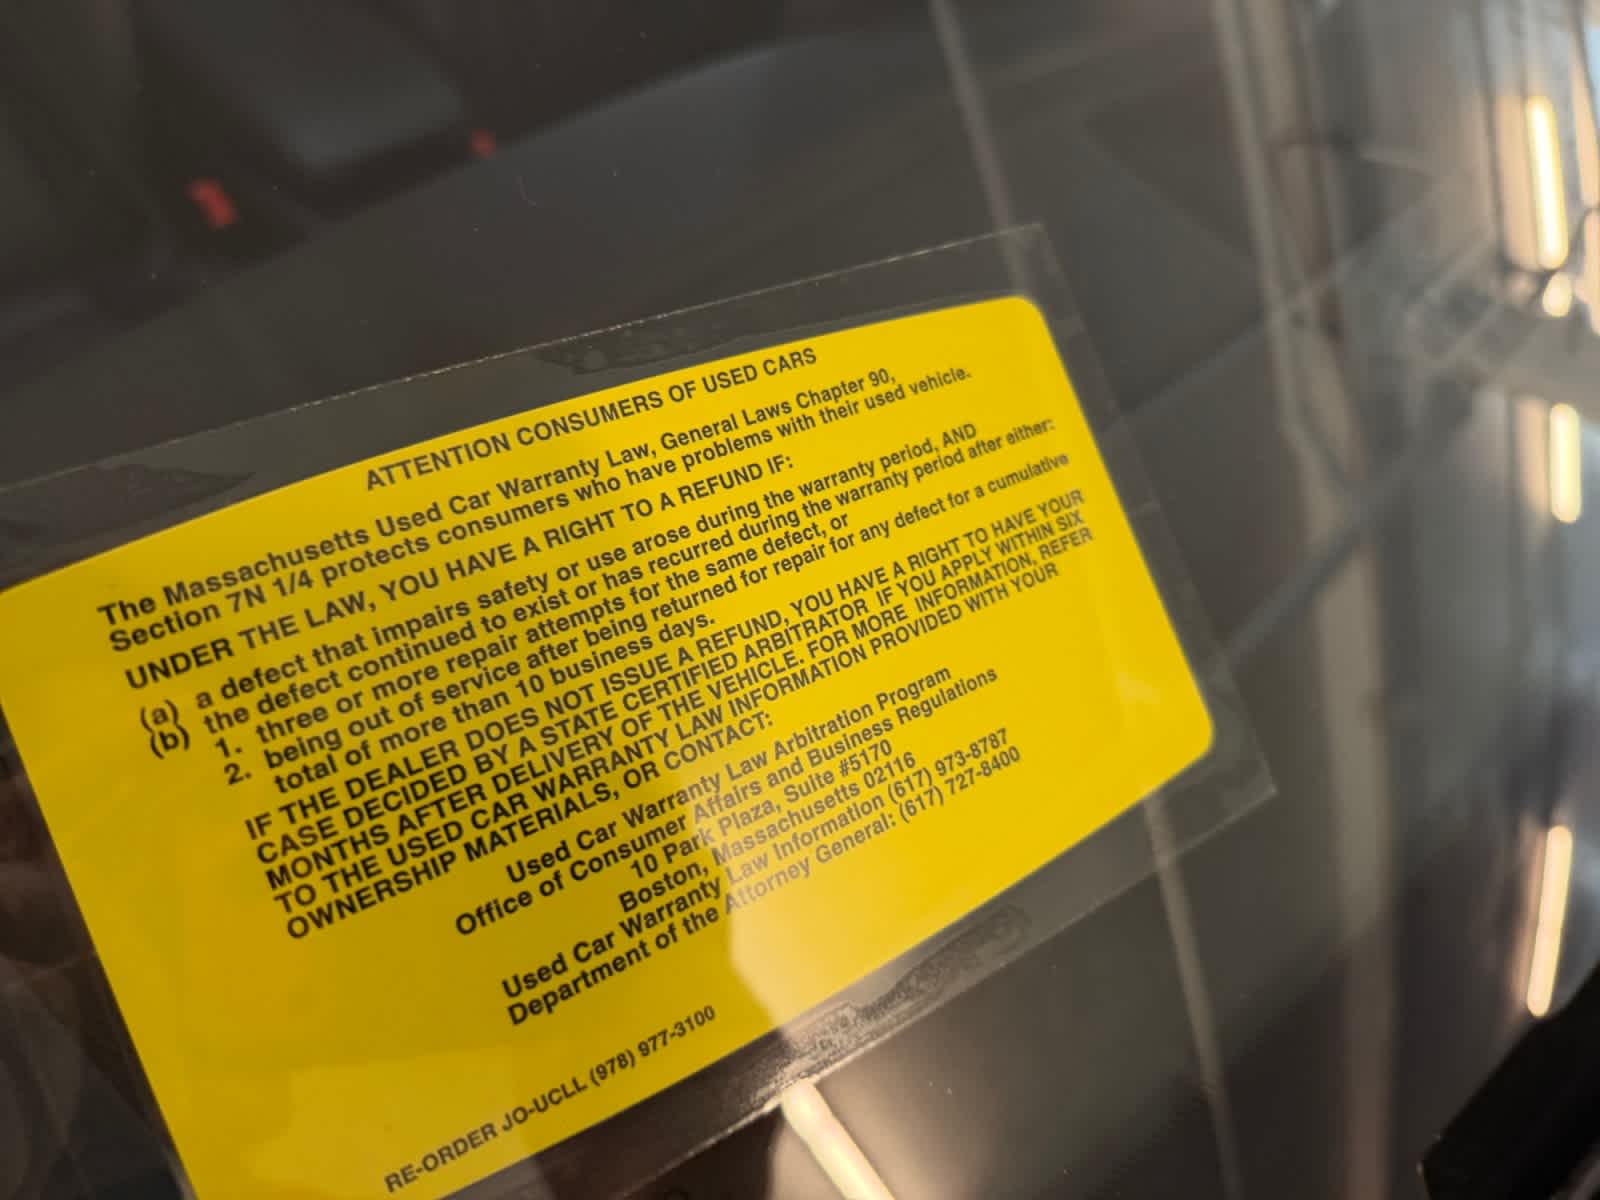 ATTENTION CONSUMERS OF USED CARS
The Massachusetts Used Car Warranty Law, General Laws Chapter 90,
Section 7N 1/4 protects consumers who have problems with their used vehicle.
UNDER THE LAW, YOU HAVE A RIGHT TO A REFUND IF:
(a) a defect that impairs safety or use arose during the warranty period, AND
(b) the defect continued to exist or has recurred during the warranty period after either:
1. three or more repair attempts for the same defect, or
2. being out of service after being returned for repair for any defect for a cumulative
total of more than 10 business days.
IF THE DEALER DOES NOT ISSUE A REFUND, YOU HAVE A RIGHT TO HAVE YOUR
CASE DECIDED BY A STATE CERTIFIED ARBITRATOR IF YOU APPLY WITHIN SIX
MONTHS AFTER DELIVERY OF THE VEHICLE. FOR MORE INFORMATION, REFER
TO THE USED CAR WARRANTY LAW INFORMATION PROVIDED WITH YOUR
OWNERSHIP MATERIALS, OR CONTACT:
Used Car Warranty Law Arbitration Program
Office of Consumer Affairs and Business Regulations
10 Park Plaza, Suite #5170
Boston, Massachusetts 02116
Used Car Warranty Law Information (617) 973-8787
Department of the Attorney General: (617) 727-8400
RE-ORDER JO-UCLL (978) 977-3100